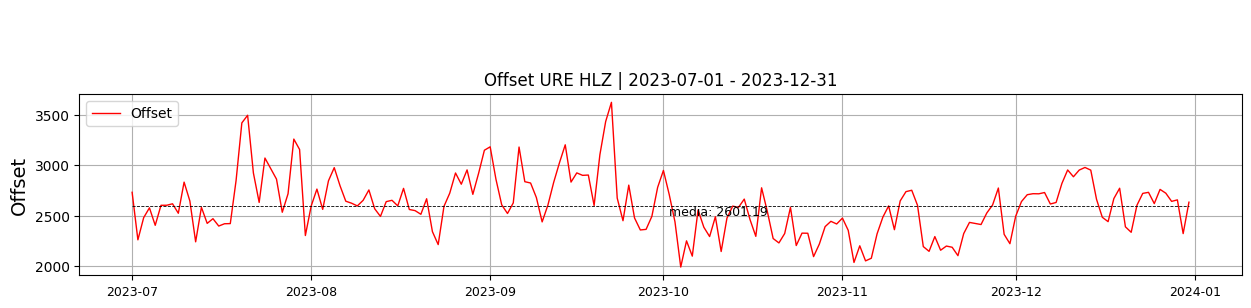 Offset URE HLZ | 2023-07-01 - 2023-12-31
Offset
Offset
3500
3000
2500
2000
media: 2601.19
2023-07
2023-08
2023-09
2023-10
2023-11
2023-12
2024-01